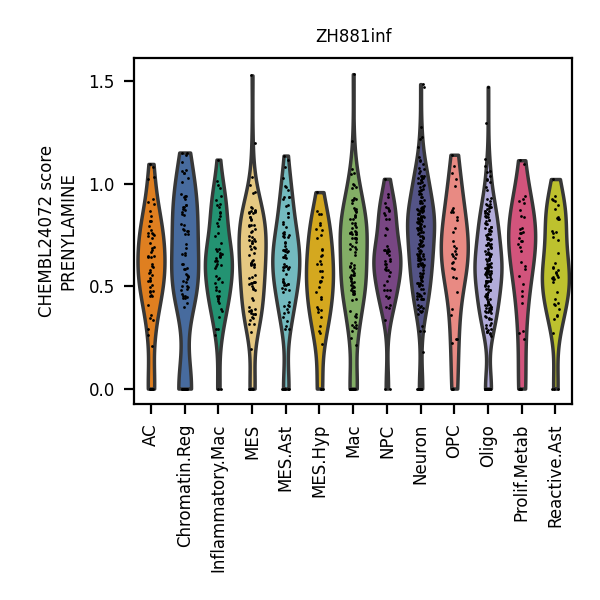 ZH881inf
CHEMBL24072 score
PRENYLAMINE
1.5
1.0
0.5
0.0
AC
Chromatin.Reg
Inflammatory.Mac
MES
MES.Ast
MES.Hyp
Mac
NPC
Neuron
OPC
Oligo
Prolif.Metab
Reactive.Ast